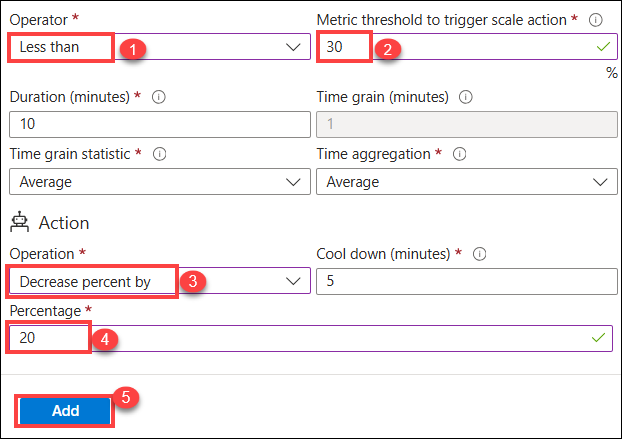 Operator * Metric threshold to trigger scale action *
Less than 1 30 2
%
Duration (minutes) * Time grain (minutes)
10 1
Time grain statistic * Time aggregation *
Average Average
Action
Operation * Cool down (minutes) *
Decrease percent by 3 5
Percentage *
20 4
Add 5